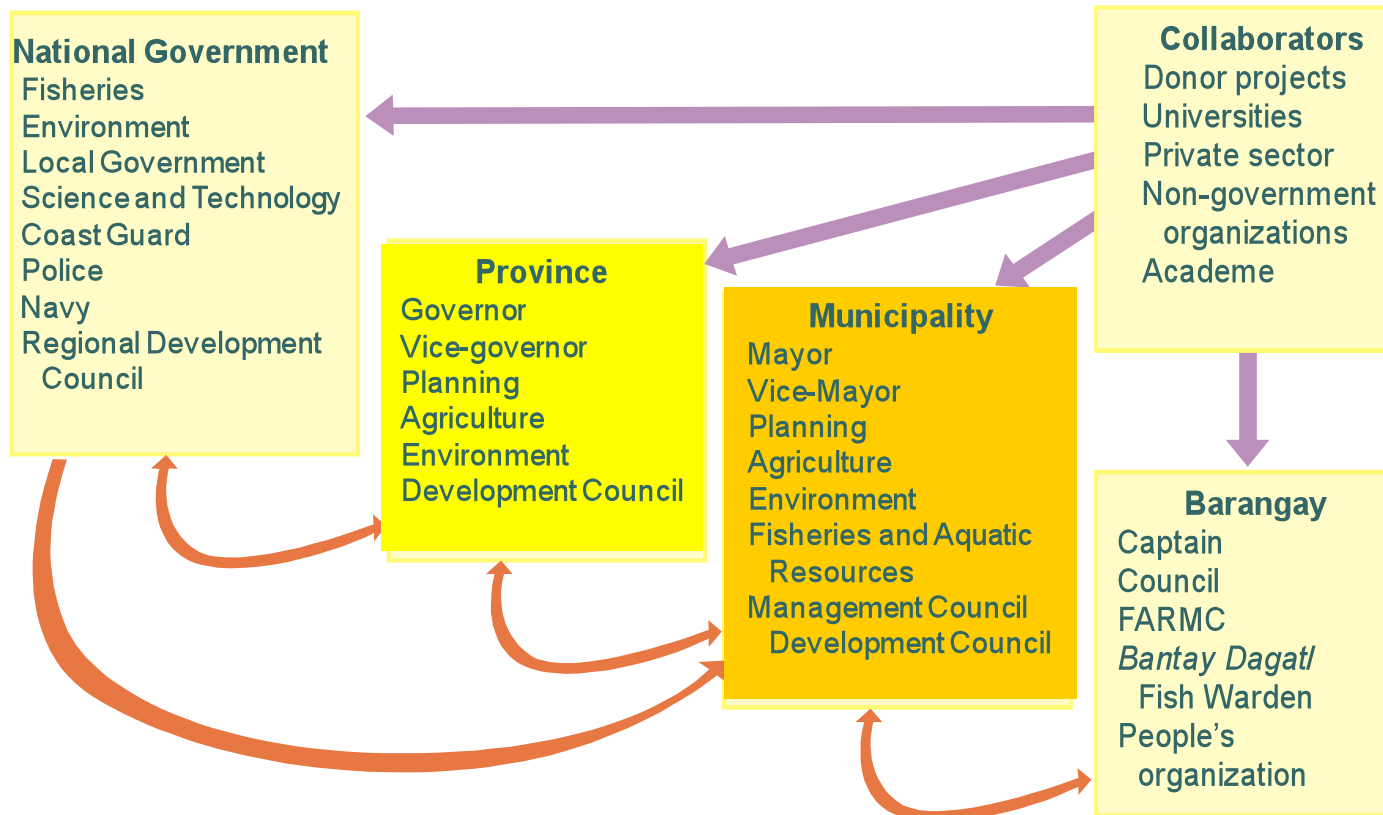 National Government
Fisheries
Environment
Local Government
Science and Technology
Coast Guard
Police
Navy
Regional Development
Council
Province
Governor
Vice-governor
Planning
Agriculture
Environment
Development Council
Municipality
Mayor
Vice-Mayor
Planning
Agriculture
Environment
Fisheries and Aquatic
Resources
Management Council
Development Council
Collaborators
Donor projects
Universities
Private sector
Non-government
organizations
Academe
Barangay
Captain
Council
FARMC
Bantay Dagatl
Fish Warden
People's
organization